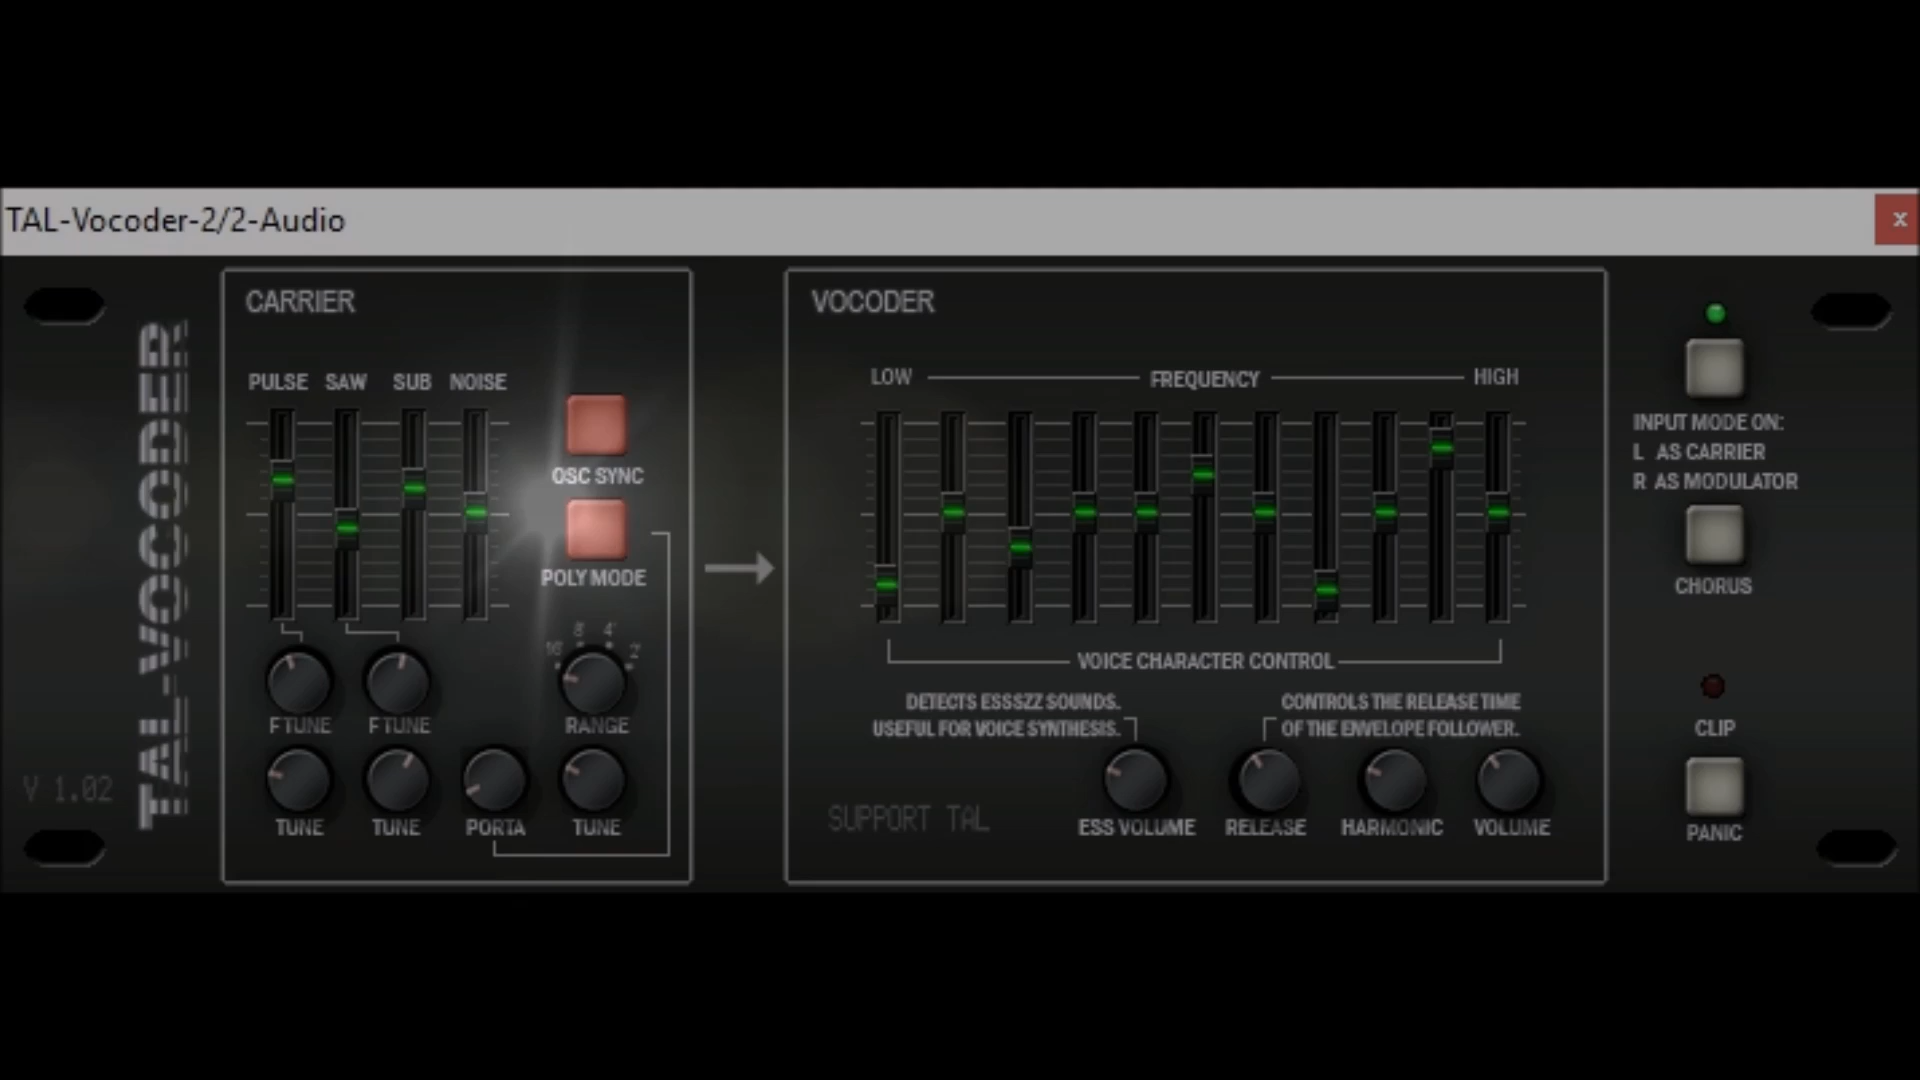 TAL-Vocoder-2/2-Audio
x
TAL-VOCODER
V 1.02
CARRIER
PULSE SAW SUB NOISE
OSC SYNC
POLY MODE
16' 8' 4' 2'
FTUNE FTUNE RANGE
TUNE TUNE PORTA TUNE
VOCODER
LOW FREQUENCY HIGH
VOICE CHARACTER CONTROL
DETECTS ESSSZZ SOUNDS.
USEFUL FOR VOICE SYNTHESIS.
CONTROLS THE RELEASE TIME
OF THE ENVELOPE FOLLOWER.
SUPPORT TAL
ESS VOLUME RELEASE HARMONIC VOLUME
INPUT MODE ON:
L AS CARRIER
R AS MODULATOR
CHORUS
CLIP
PANIC